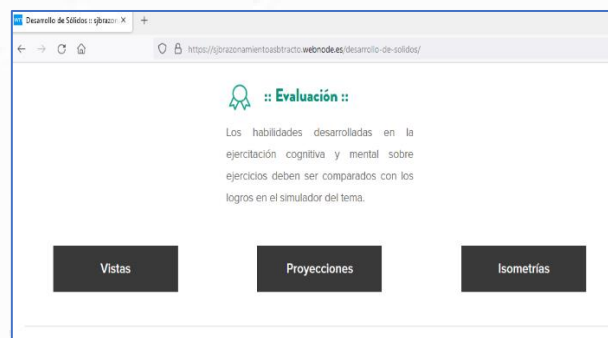 Desarrollo de Sólidos :: sjbrazon
https://sjbrazonamientoasbtracto.webnode.es/desarrollo-de-solidos/
:: Evaluación ::
Los habilidades desarrolladas en la
ejercitación cognitiva y mental sobre
ejercicios deben ser comparados con los
logros en el simulador del tema.
Vistas
Proyecciones
Isometrías